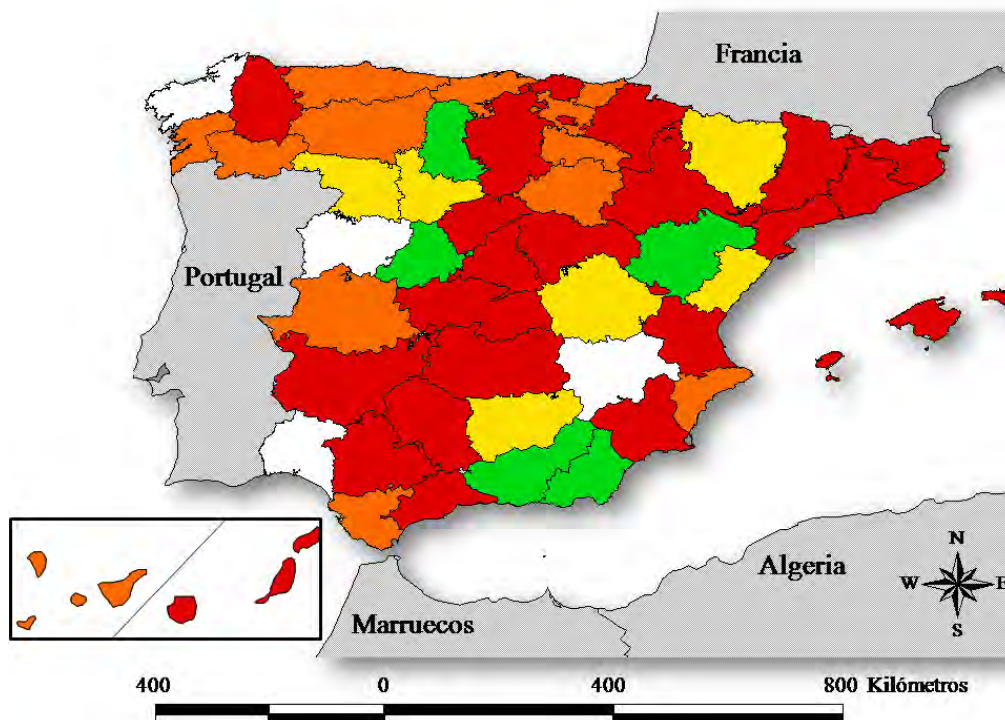 Francia
Portugal
Algeria
N
W
E
S
Marruecos
400 0 400 800 Kilómetros